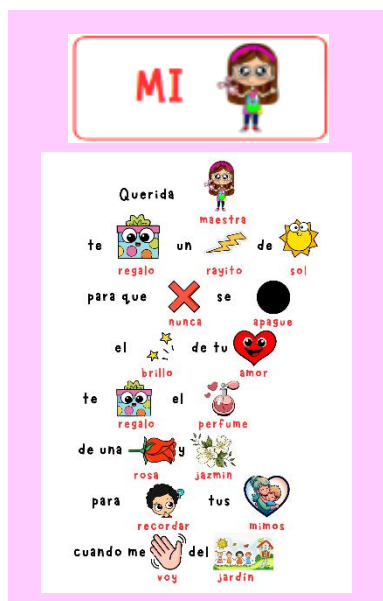 MI
Querida
maestra
te un de
regalo rayito sol
para que se
nunca apague
el de tu
brillo amor
te el
regalo perfume
de una y
rosa jazmin
para tus
recordar mimos
cuando me del
voy jardín